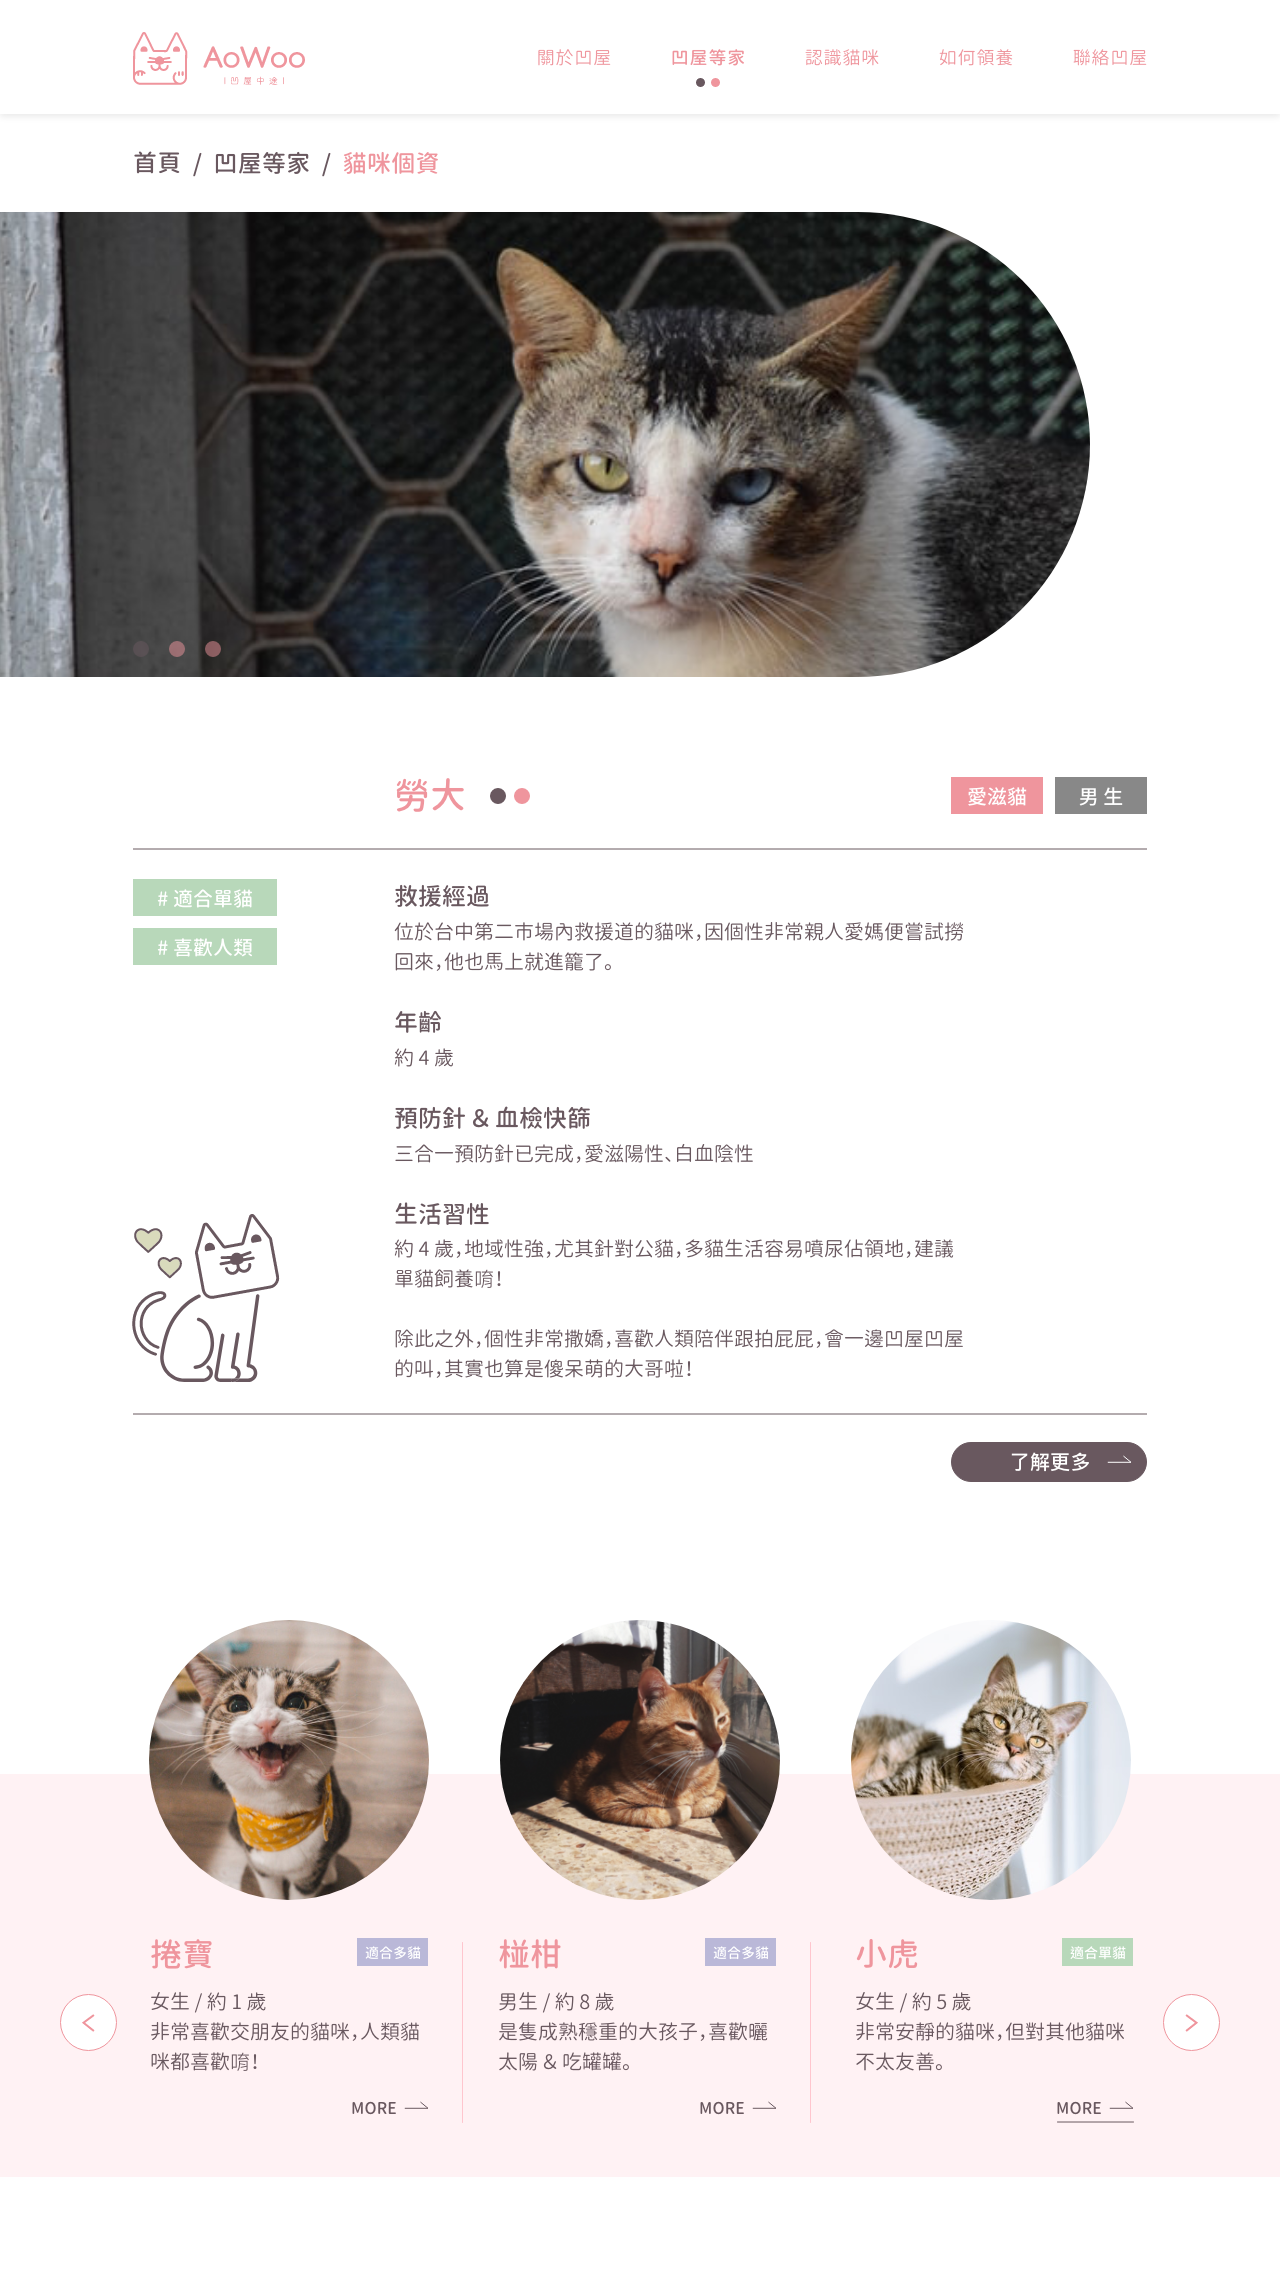 AoWoo
凹屋中途
關於凹屋
凹屋等家
認識貓咪
如何領養
聯絡凹屋
首頁 / 凹屋等家 / 貓咪個資
勞大
愛滋貓
男 生
# 適合單貓
# 喜歡人類
救援經過
位於台中第二市場內救援道的貓咪，因個性非常親人愛媽便嘗試撈
回來，他也馬上就進籠了。
年齡
約 4 歲
預防針 & 血檢快篩
三合一預防針已完成，愛滋陽性、白血陰性
生活習性
約 4 歲，地域性強，尤其針對公貓，多貓生活容易噴尿佔領地，建議
單貓飼養唷！
除此之外，個性非常撒嬌，喜歡人類陪伴跟拍屁屁，會一邊凹屋凹屋
的叫，其實也算是傻呆萌的大哥啦！
了解更多
捲寶
適合多貓
女生 / 約 1 歲
非常喜歡交朋友的貓咪，人類貓
咪都喜歡唷！
MORE
椪柑
適合多貓
男生 / 約 8 歲
是隻成熟穩重的大孩子，喜歡曬
太陽 & 吃罐罐。
MORE
小虎
適合單貓
女生 / 約 5 歲
非常安靜的貓咪，但對其他貓咪
不太友善。
MORE